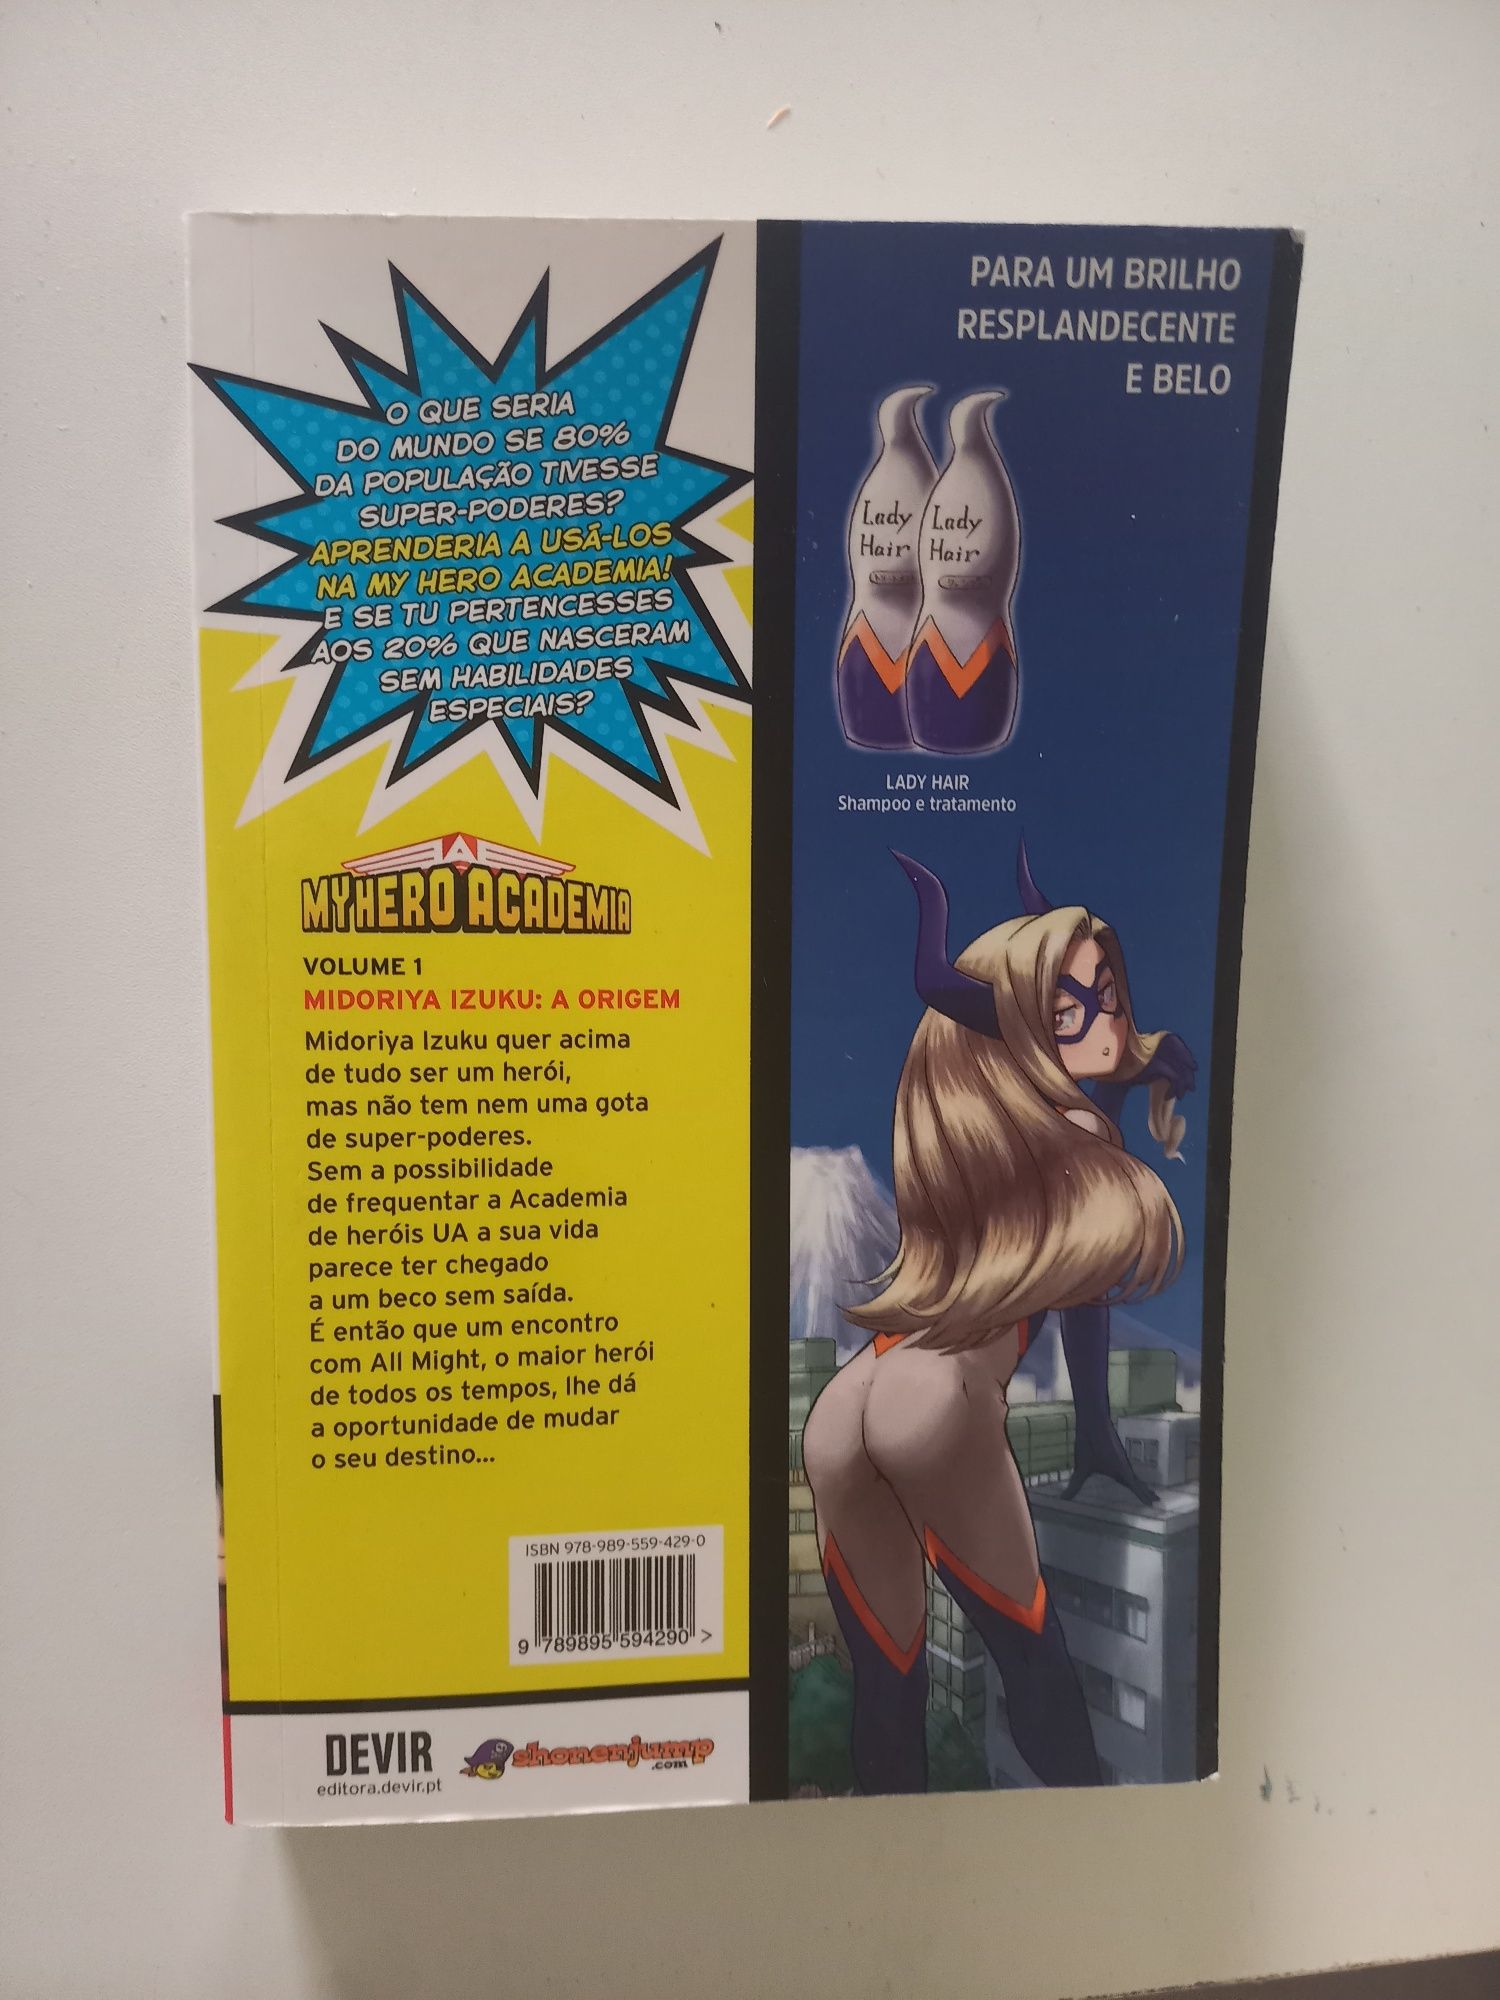 O QUE SERIA
DO MUNDO SE 80%
DA POPULAÇÃO TIVESSE
SUPER-PODERES?
APRENDERIA A USÁ-LOS
NA MY HERO ACADEMIA!
E SE TU PERTENCESSES
AOS 20% QUE NASCERAM
SEM HABILIDADES
ESPECIAIS?
MY HERO ACADEMIA
VOLUME 1
MIDORIYA IZUKU: A ORIGEM
Midoriya Izuku quer acima
de tudo ser um herói,
mas não tem nem uma gota
de super-poderes.
Sem a possibilidade
de frequentar a Academia
de heróis UA a sua vida
parece ter chegado
a um beco sem saída.
É então que um encontro
com All Might, o maior herói
de todos os tempos, lhe dá
a oportunidade de mudar
o seu destino...
ISBN 978-989-559-429-0
9 789895 594290 >
DEVIR
editora.devir.pt
shonenjump
.com
PARA UM BRILHO
RESPLANDECENTE
E BELO
Lady
Hair
Lady
Hair
LADY HAIR
Shampoo e tratamento